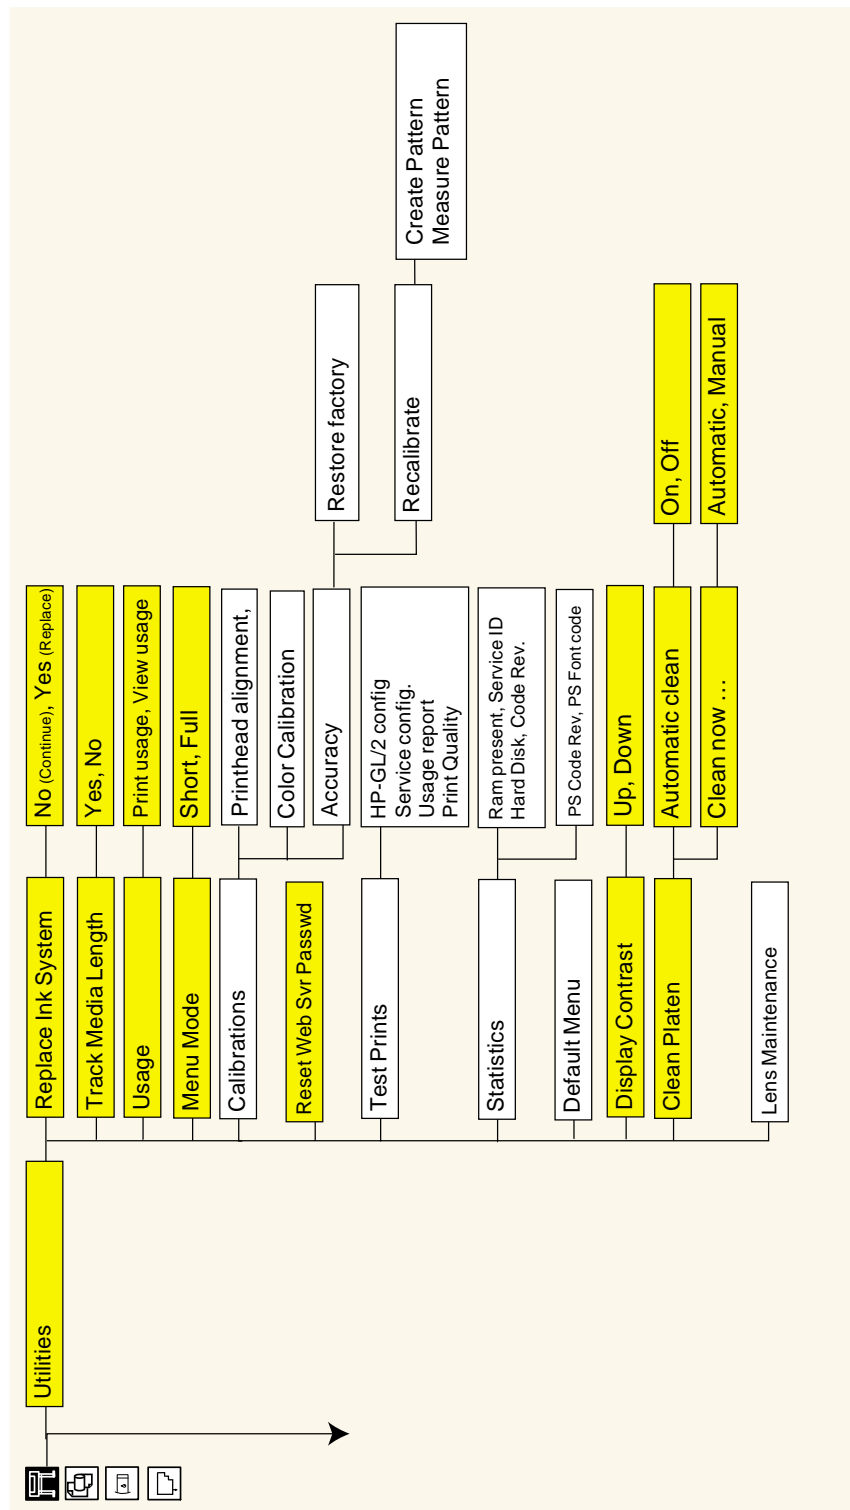 Utilities
Replace Ink System
No (Continue), Yes (Replace)
Track Media Length
Yes, No
Usage
Print usage, View usage
Menu Mode
Short, Full
Calibrations
Printhead alignment,
Color Calibration
Accuracy
Restore factory
Recalibrate
Create Pattern
Measure Pattern
Reset Web Svr Passwd
Test Prints
HP-GL/2 config
Service config.
Usage report
Print Quality
Statistics
Ram present, Service ID
Hard Disk, Code Rev.
PS Code Rev, PS Font code
Default Menu
Display Contrast
Up, Down
Clean Platen
Automatic clean
On, Off
Clean now ...
Automatic, Manual
Lens Maintenance